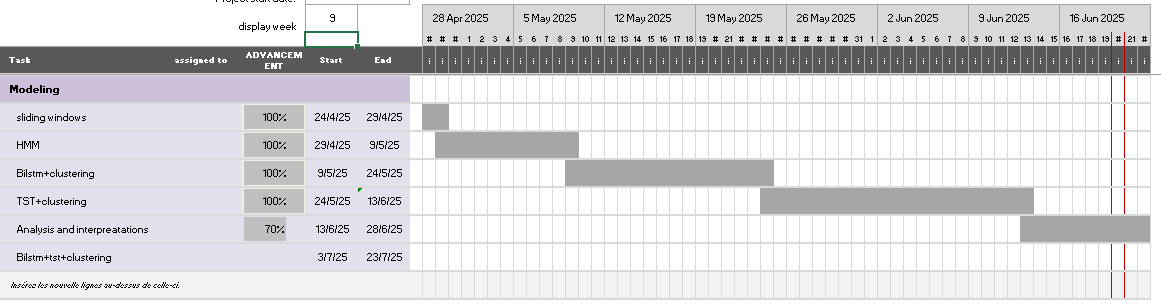 Project start date:
display week 9
28 Apr 2025 5 May 2025 12 May 2025 19 May 2025 26 May 2025 2 Jun 2025 9 Jun 2025 16 Jun 2025
# # # 1 2 3 4 5 6 7 8 9 10 11 12 13 14 15 16 17 18 19 # 21 # # # # # # # # 31 1 2 3 4 5 6 7 8 9 10 11 12 13 14 15 16 17 18 19 # 21 #
Task assigned to ADVANCEM ENT Start End
Modeling
sliding windows 100% 24/4/25 29/4/25
HMM 100% 29/4/25 9/5/25
Bilstm+clustering 100% 9/5/25 24/5/25
TST+clustering 100% 24/5/25 13/6/25
Analysis and interpreatations 70% 13/6/25 28/6/25
Bilstm+tst+clustering 3/7/25 23/7/25
Insérez les nouvelle lignes au-dessus de celle-ci.